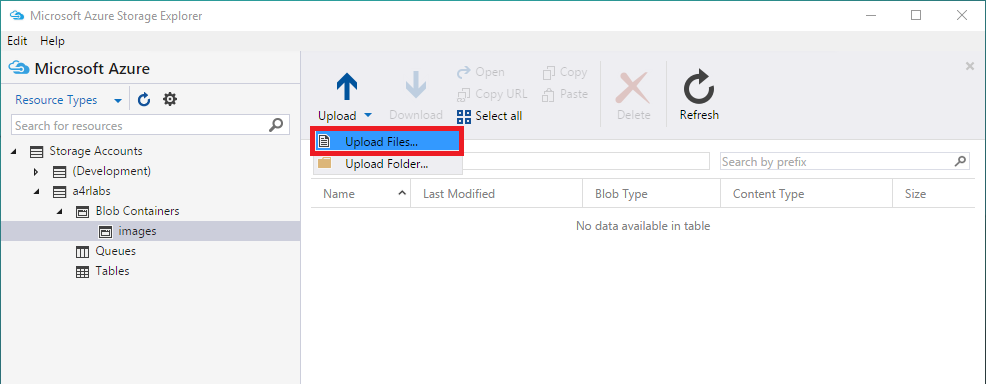 Microsoft Azure Storage Explorer
Edit Help
Microsoft Azure
Resource Types
Search for resources
Storage Accounts
(Development)
a4rlabs
Blob Containers
images
Queues
Tables
Upload
Download
Open
Copy URL
Select all
Copy
Paste
Delete
Refresh
Upload Files...
Upload Folder...
Search by prefix
Name Last Modified Blob Type Content Type Size
No data available in table